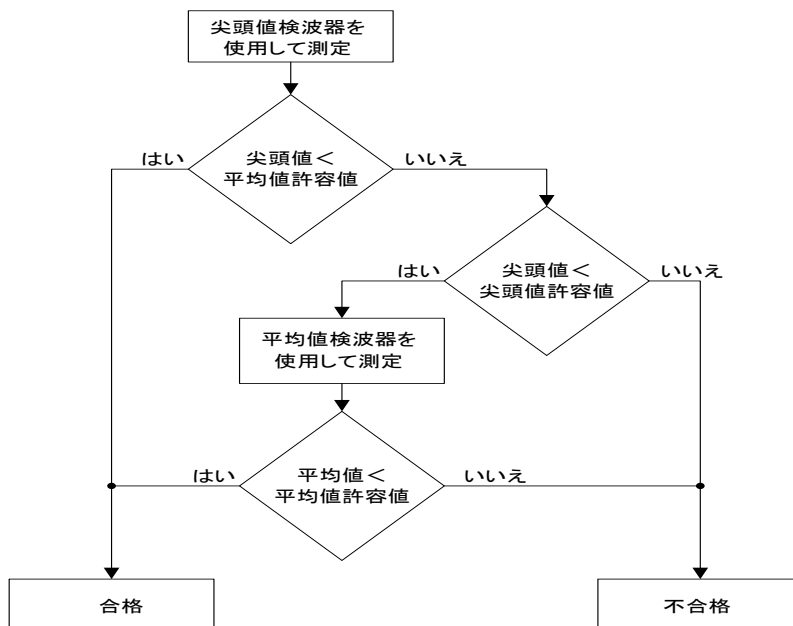 尖頭値検波器を
使用して測定
はい
尖頭値<
平均値許容値
いいえ
はい
尖頭値<
尖頭値許容値
いいえ
平均値検波器を
使用して測定
はい
平均値<
平均値許容値
いいえ
合格
不合格